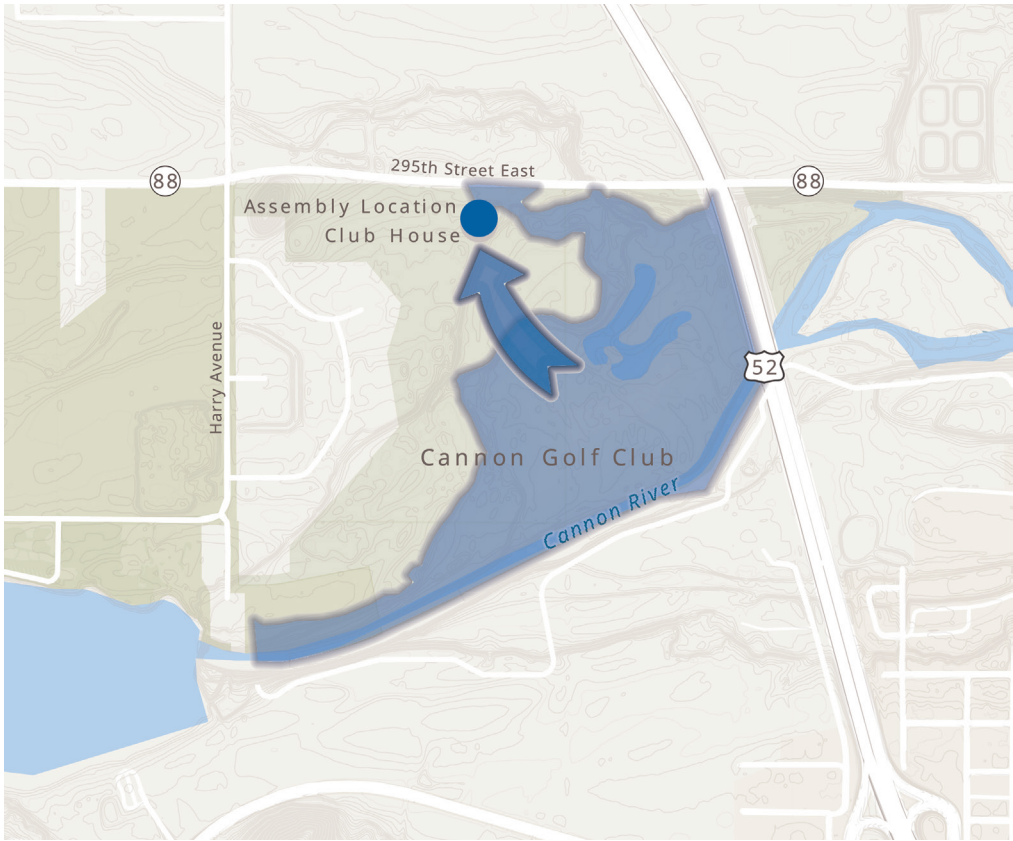 295th Street East
88
88
Assembly Location
Club House
Harry Avenue
52
Cannon Golf Club
Cannon River